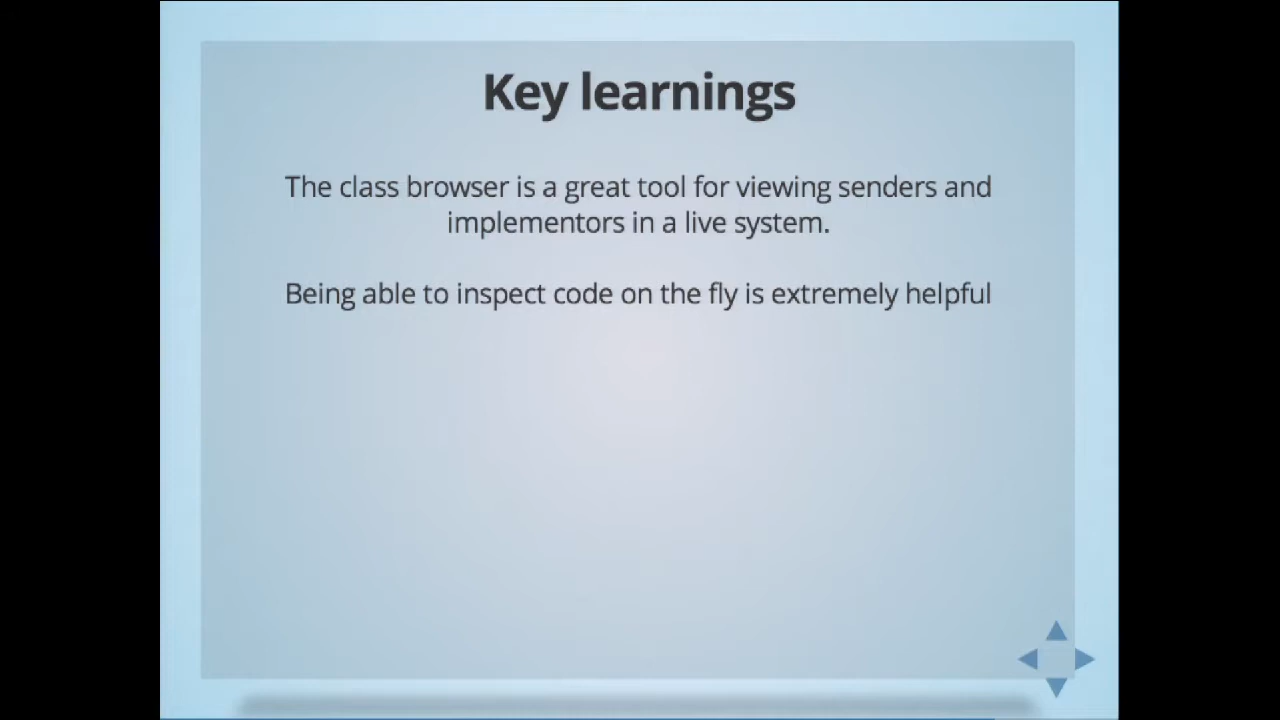 Key learnings
The class browser is a great tool for viewing senders and
implementors in a live system.
Being able to inspect code on the fly is extremely helpful